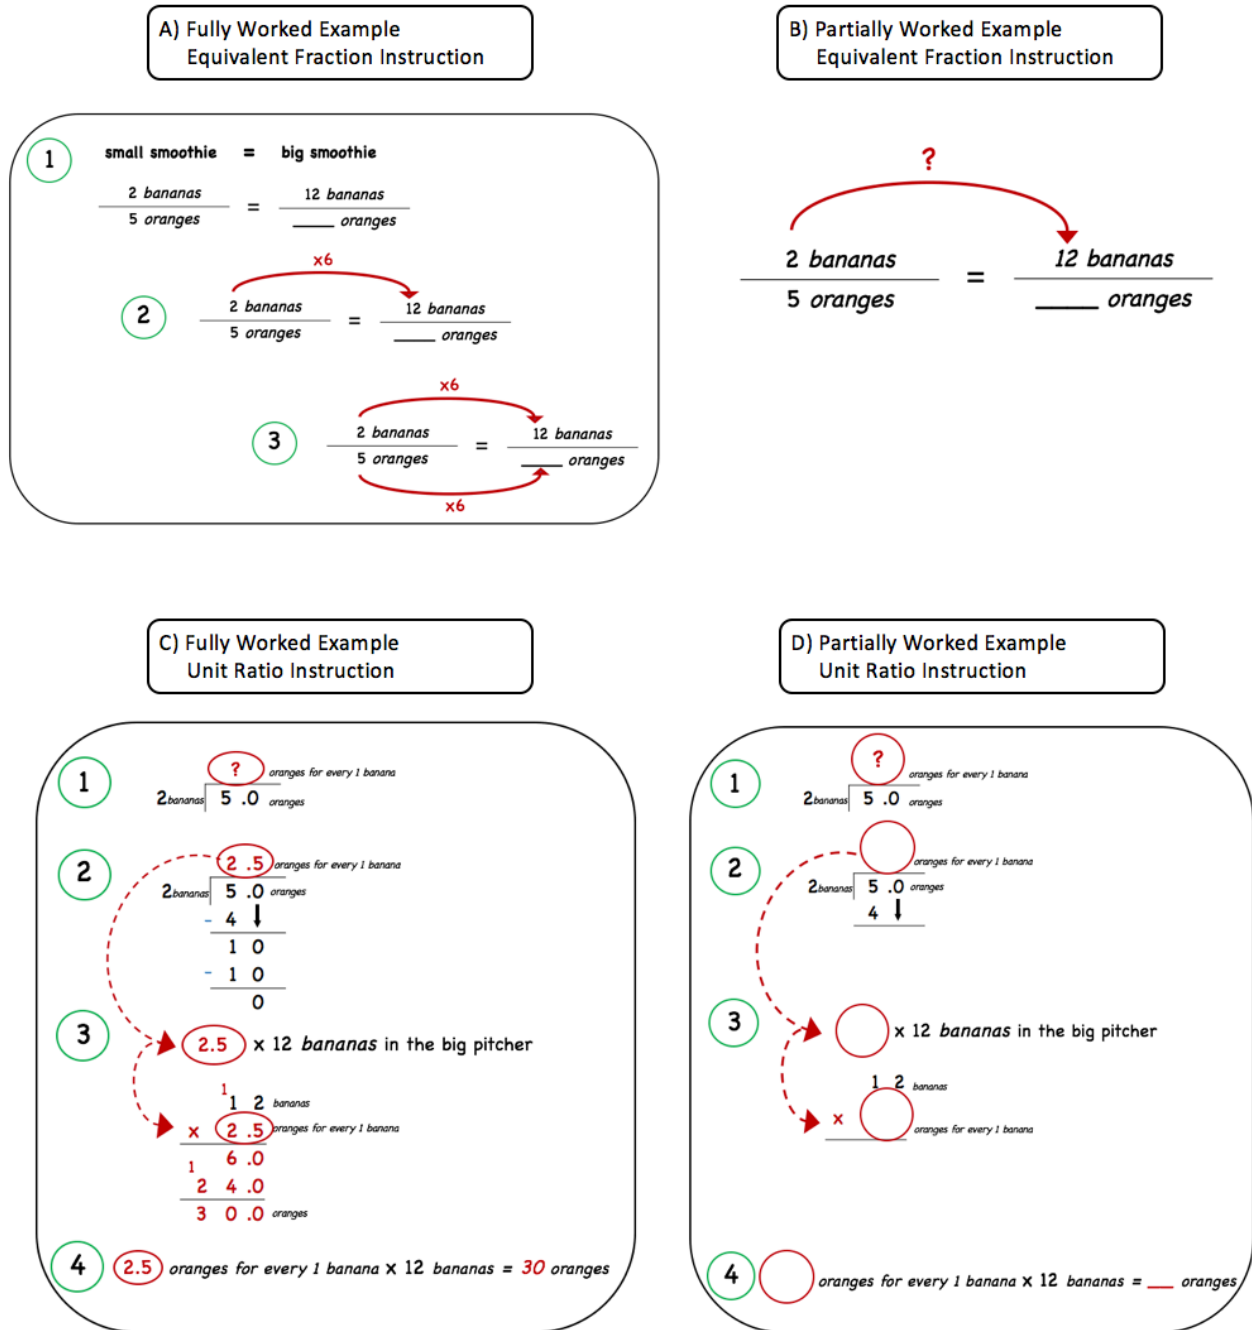 A) Fully Worked Example
Equivalent Fraction Instruction
B) Partially Worked Example
Equivalent Fraction Instruction
1
small smoothie = big smoothie
2 bananas = 12 bananas
5 oranges ____ oranges
x6
2
2 bananas = 12 bananas
5 oranges ____ oranges
x6
3
2 bananas = 12 bananas
5 oranges ____ oranges
x6
?
2 bananas = 12 bananas
5 oranges ____ oranges
C) Fully Worked Example
Unit Ratio Instruction
D) Partially Worked Example
Unit Ratio Instruction
1
? oranges for every 1 banana
2 bananas 5 .0 oranges
2
2 .5 oranges for every 1 banana
2 bananas 5 .0 oranges
- 4
1 0
- 1 0
0
3
2.5 x 12 bananas in the big pitcher
1
1 2 bananas
x 2 .5 oranges for every 1 banana
6 .0
1
2 4 .0
3 0 .0 oranges
4 2.5 oranges for every 1 banana x 12 bananas = 30 oranges
1
? oranges for every 1 banana
2 bananas 5 .0 oranges
2
oranges for every 1 banana
2 bananas 5 .0 oranges
4
3
x 12 bananas in the big pitcher
1 2 bananas
x oranges for every 1 banana
4 oranges for every 1 banana x 12 bananas = __ oranges